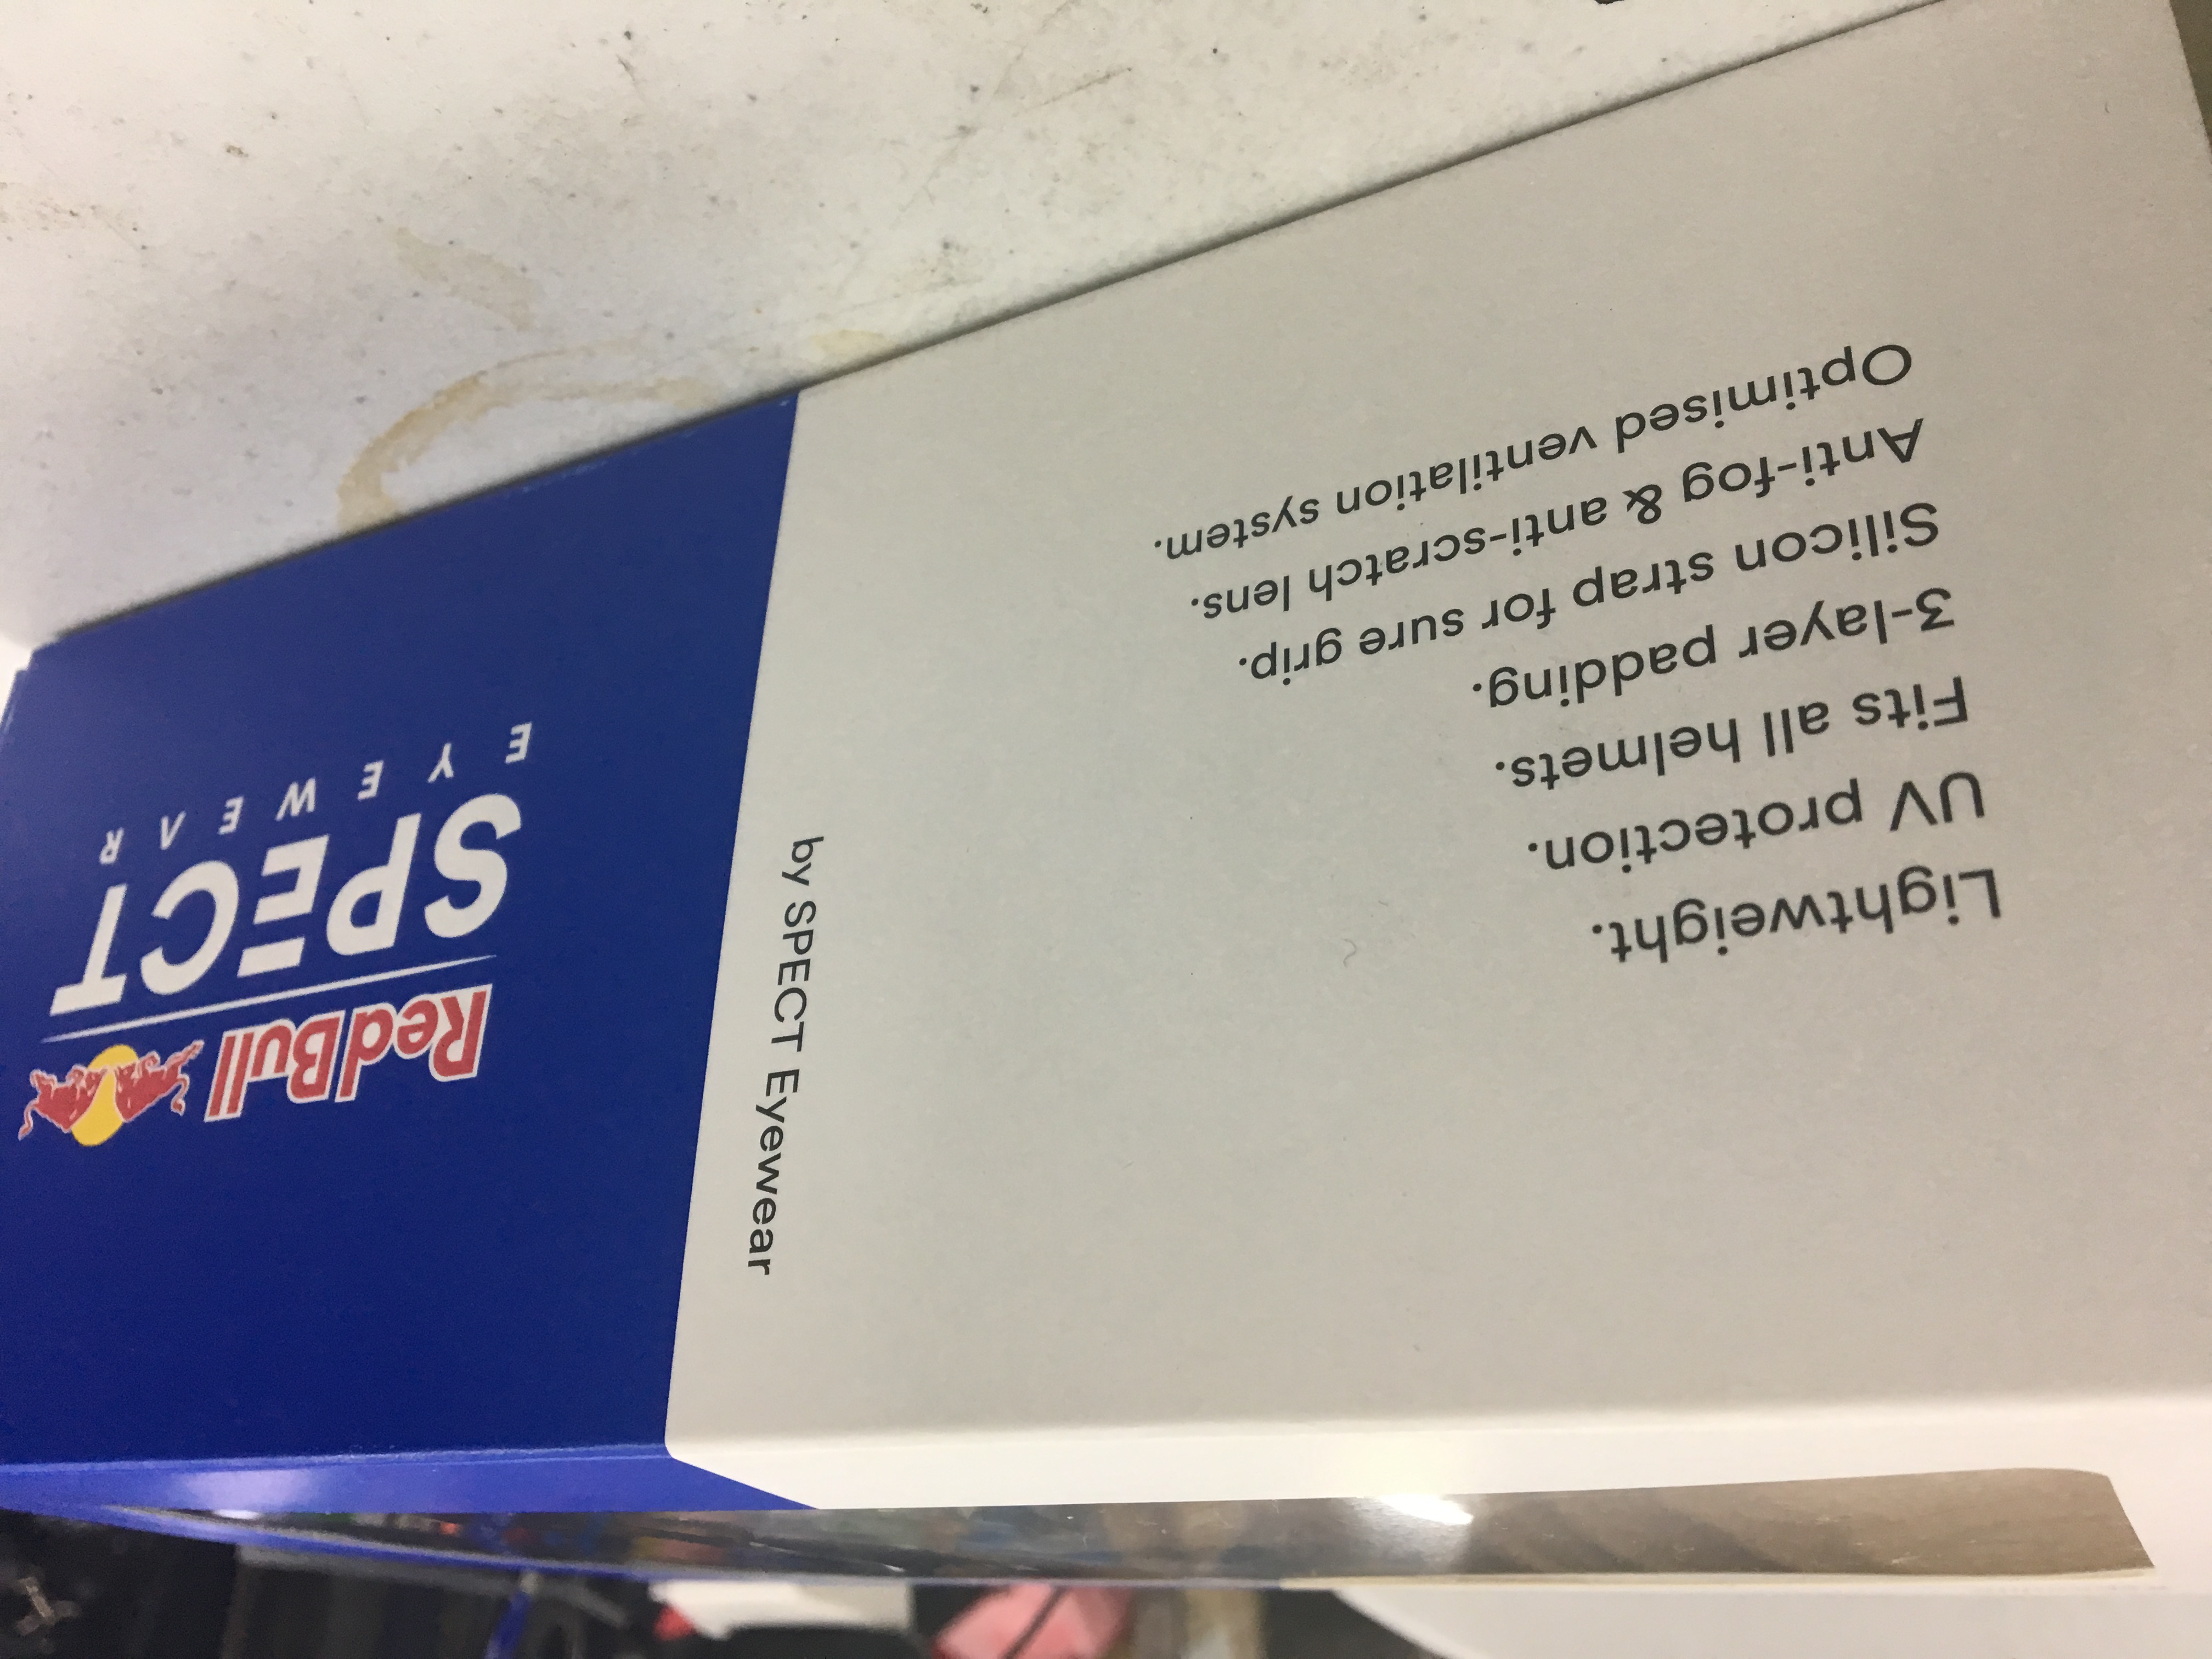 Red Bull
SPECT
EYEWEAR
by SPECT Eyewear
Lightweight.
UV protection.
Fits all helmets.
3-layer padding.
Silicon strap for sure grip.
Anti-fog & anti-scratch lens.
Optimised ventilation system.